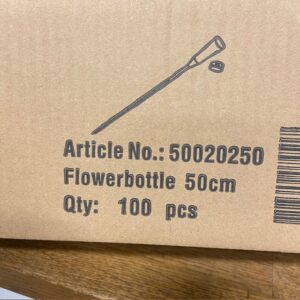 Article No.: 50020250
Flowerbottle 50cm
Qty: 100 pcs